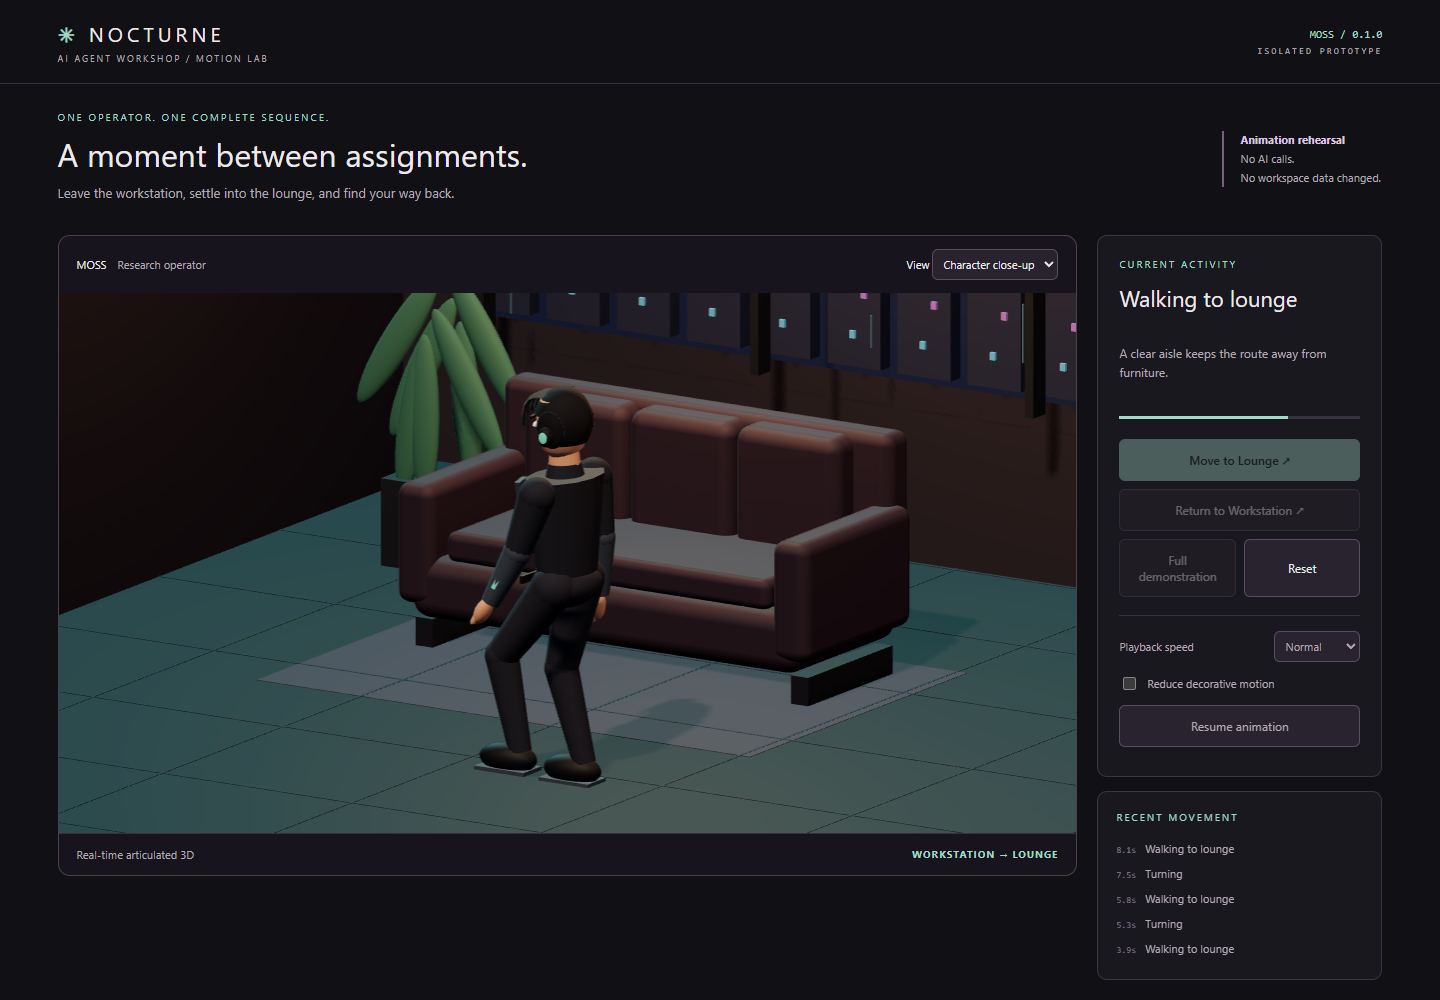 NOCTURNE
AI AGENT WORKSHOP / MOTION LAB
MOSS / 0.1.0
ISOLATED PROTOTYPE
ONE OPERATOR. ONE COMPLETE SEQUENCE.
A moment between assignments.
Leave the workstation, settle into the lounge, and find your way back.
Animation rehearsal
No AI calls.
No workspace data changed.
MOSS Research operator
View Character close-up
Real-time articulated 3D
WORKSTATION → LOUNGE
CURRENT ACTIVITY
Walking to lounge
A clear aisle keeps the route away from
furniture.
Move to Lounge ↗
Return to Workstation ↗
Full
demonstration
Reset
Playback speed
Normal
Reduce decorative motion
Resume animation
RECENT MOVEMENT
8.1s Walking to lounge
7.5s Turning
5.8s Walking to lounge
5.3s Turning
3.9s Walking to lounge